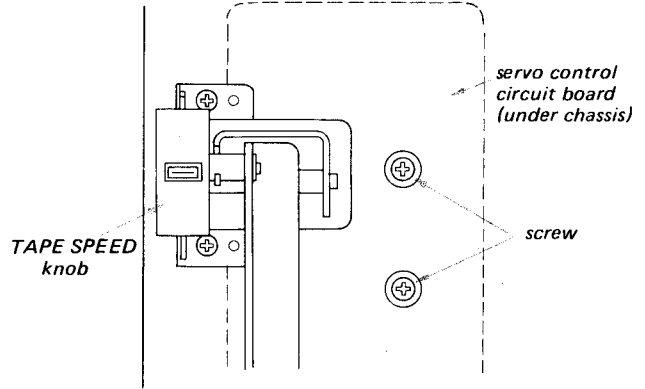 servo control
circuit board
(under chassis)
TAPE SPEED
knob
screw